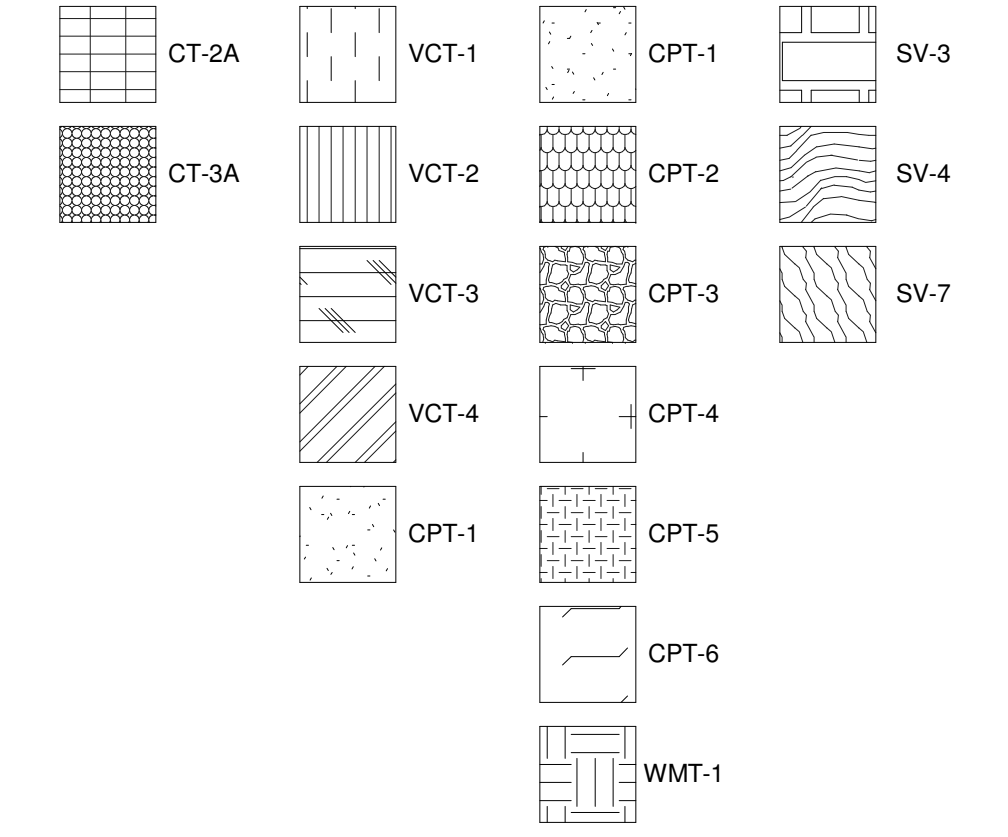 CT-2A
VCT-1
CPT-1
SV-3
CT-3A
VCT-2
CPT-2
SV-4
VCT-3
CPT-3
SV-7
VCT-4
CPT-4
CPT-1
CPT-5
CPT-6
WMT-1